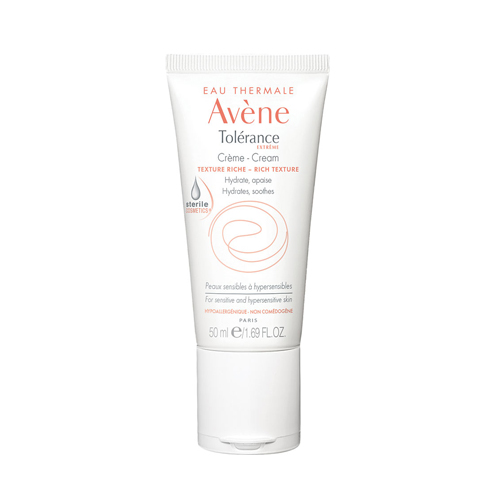 EAU THERMALE
Avène
Tolérance
EXTRÊME
Crème - Cream
TEXTURE RICHE – RICH TEXTURE
Hydrate, apaise
Hydrates, soothes
sterile
COSMETICS
Peaux sensibles à hypersensibles
For sensitive and hypersensitive skin
HYPOALLERGÉNIQUE - NON COMÉDOGÈNE
PARIS
50 ml e/1.69 FL.OZ.